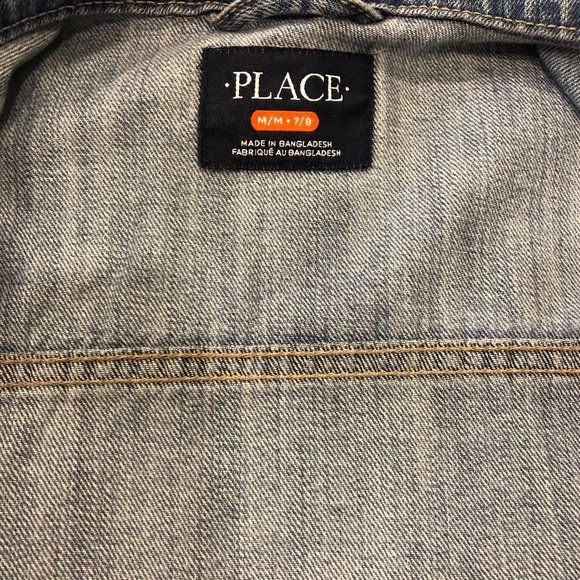 ·PLACE·
M/M • 7/8
MADE IN BANGLADESH
FABRIQUÉ AU BANGLADESH